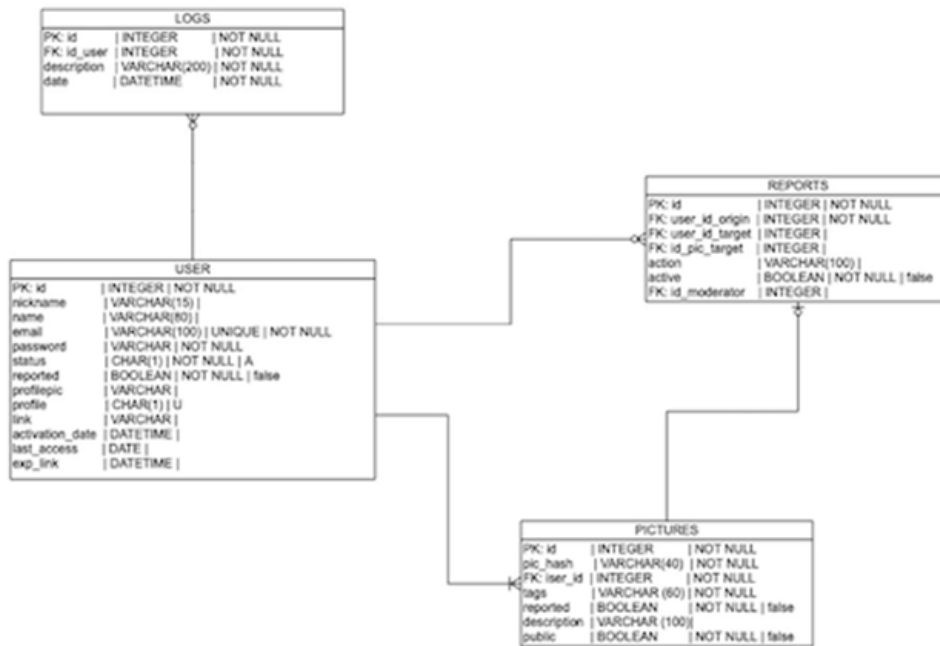 LOGS
PK: id | INTEGER | NOT NULL
FK: id_user | INTEGER | NOT NULL
description | VARCHAR(200) | NOT NULL
date | DATETIME | NOT NULL
REPORTS
PK: id | INTEGER | NOT NULL
FK: user_id_origin | INTEGER | NOT NULL
FK: user_id_target | INTEGER |
FK: id_pic_target | INTEGER |
action | VARCHAR(100) |
active | BOOLEAN | NOT NULL | false
FK: id_moderator | INTEGER |
USER
PK: id | INTEGER | NOT NULL
nickname | VARCHAR(15) |
name | VARCHAR(80) |
email | VARCHAR(100) | UNIQUE | NOT NULL
password | VARCHAR | NOT NULL
status | CHAR(1) | NOT NULL | A
reported | BOOLEAN | NOT NULL | false
profilepic | VARCHAR |
profile | CHAR(1) | U
link | VARCHAR |
activation_date | DATETIME |
last_access | DATE |
exp_link | DATETIME |
PICTURES
PK: id | INTEGER | NOT NULL
pic_hash | VARCHAR(40) | NOT NULL
FK: iser_id | INTEGER | NOT NULL
tags | VARCHAR (60) | NOT NULL
reported | BOOLEAN | NOT NULL | false
description | VARCHAR (100)|
public | BOOLEAN | NOT NULL | false